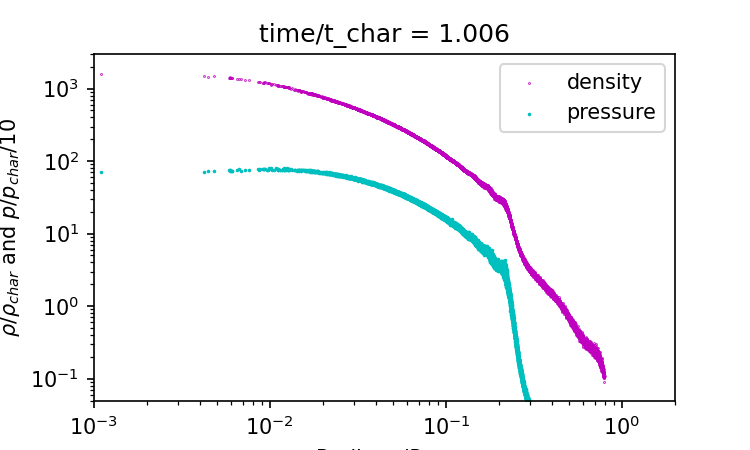 time/t_char = 1.006
density
pressure
ρ/ρ_char and p/p_char/10
10³
10²
10¹
10⁰
10⁻¹
10⁻³
10⁻²
10⁻¹
10⁰